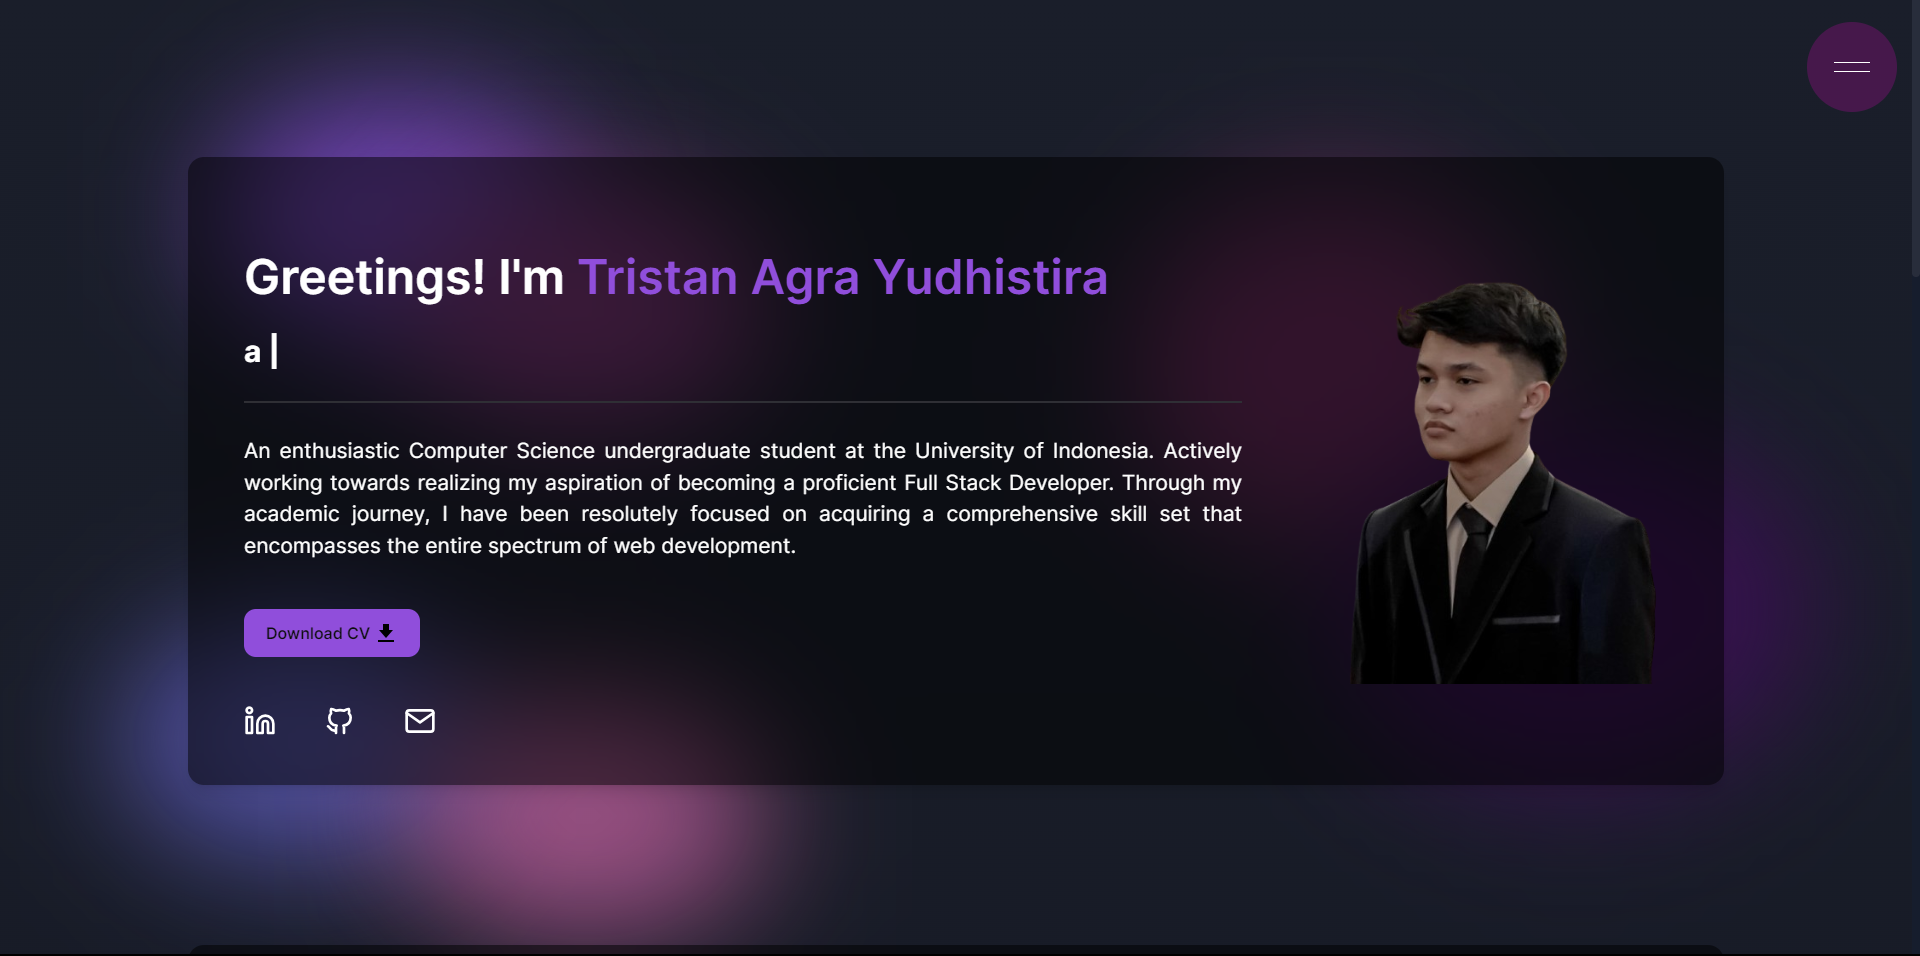 Greetings! I'm Tristan Agra Yudhistira
a |
An enthusiastic Computer Science undergraduate student at the University of Indonesia. Actively
working towards realizing my aspiration of becoming a proficient Full Stack Developer. Through my
academic journey, I have been resolutely focused on acquiring a comprehensive skill set that
encompasses the entire spectrum of web development.
Download CV
in